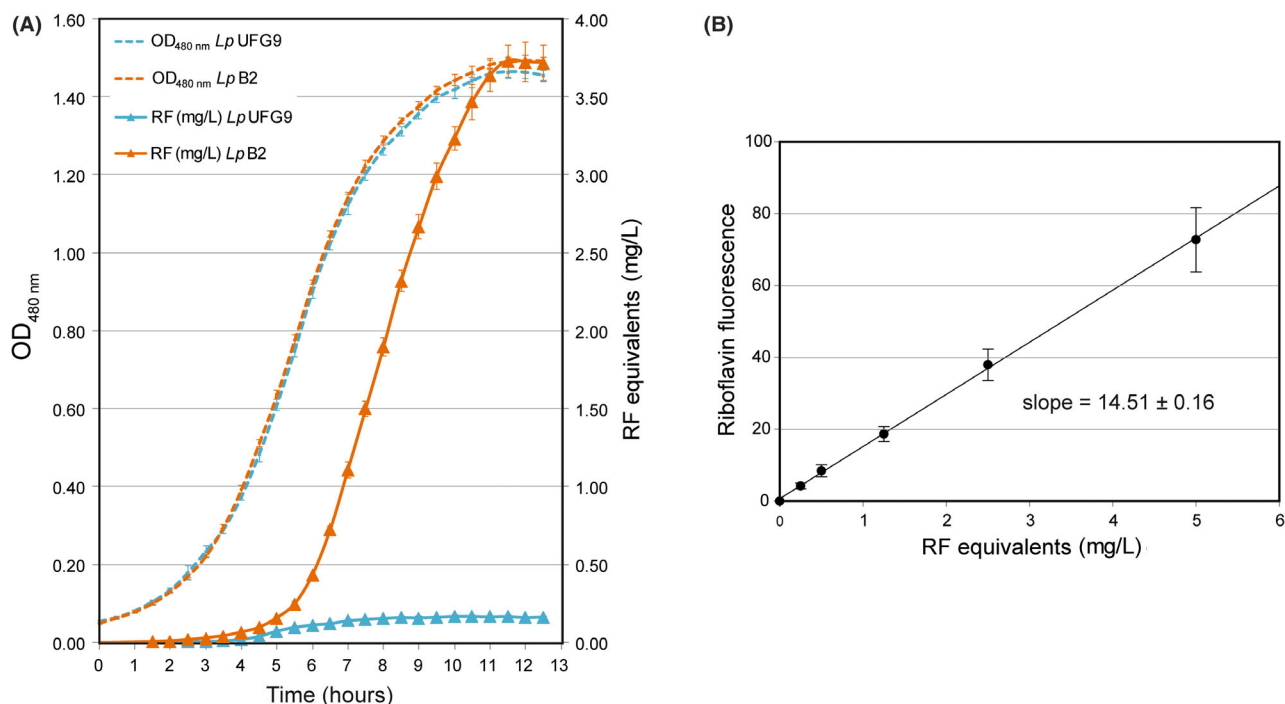 (A)
1.60
1.40
1.20
1.00
0.80
0.60
0.40
0.20
0.00
OD480 nm
OD480 nm Lp UFG9
OD480 nm Lp B2
RF (mg/L) Lp UFG9
RF (mg/L) Lp B2
4.00
3.50
3.00
2.50
2.00
1.50
1.00
0.50
0.00
RF equivalents (mg/L)
0 1 2 3 4 5 6 7 8 9 10 11 12 13
Time (hours)
(B)
100
80
60
40
20
0
Riboflavin fluorescence
slope = 14.51 ± 0.16
0 1 2 3 4 5 6
RF equivalents (mg/L)